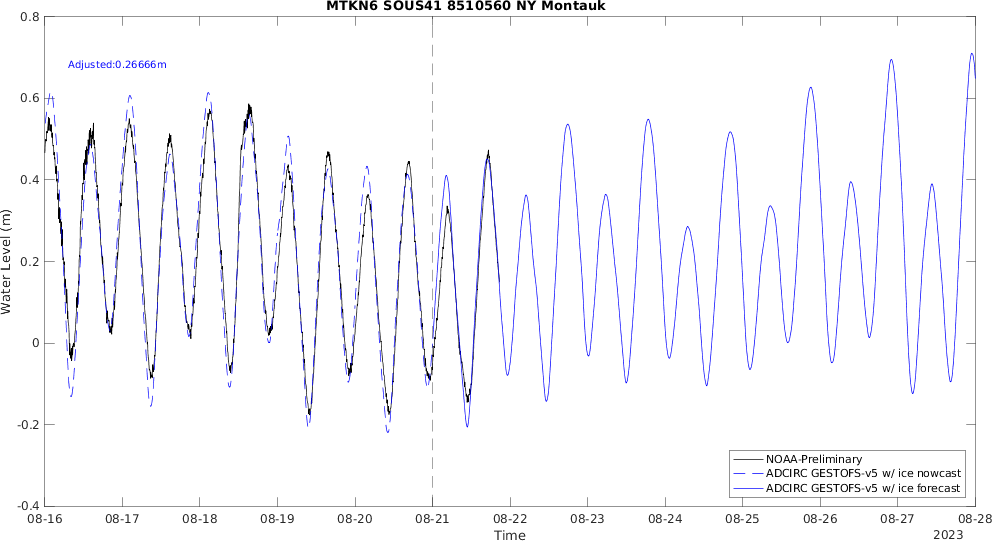 MTKN6 SOUS41 8510560 NY Montauk
0.8
Adjusted:0.26666m
0.6
0.4
0.2
0
-0.2
-0.4
Water Level (m)
NOAA-Preliminary
ADCIRC GESTOFS-v5 w/ ice nowcast
ADCIRC GESTOFS-v5 w/ ice forecast
08-16 08-17 08-18 08-19 08-20 08-21 08-22 08-23 08-24 08-25 08-26 08-27 08-28
Time
2023